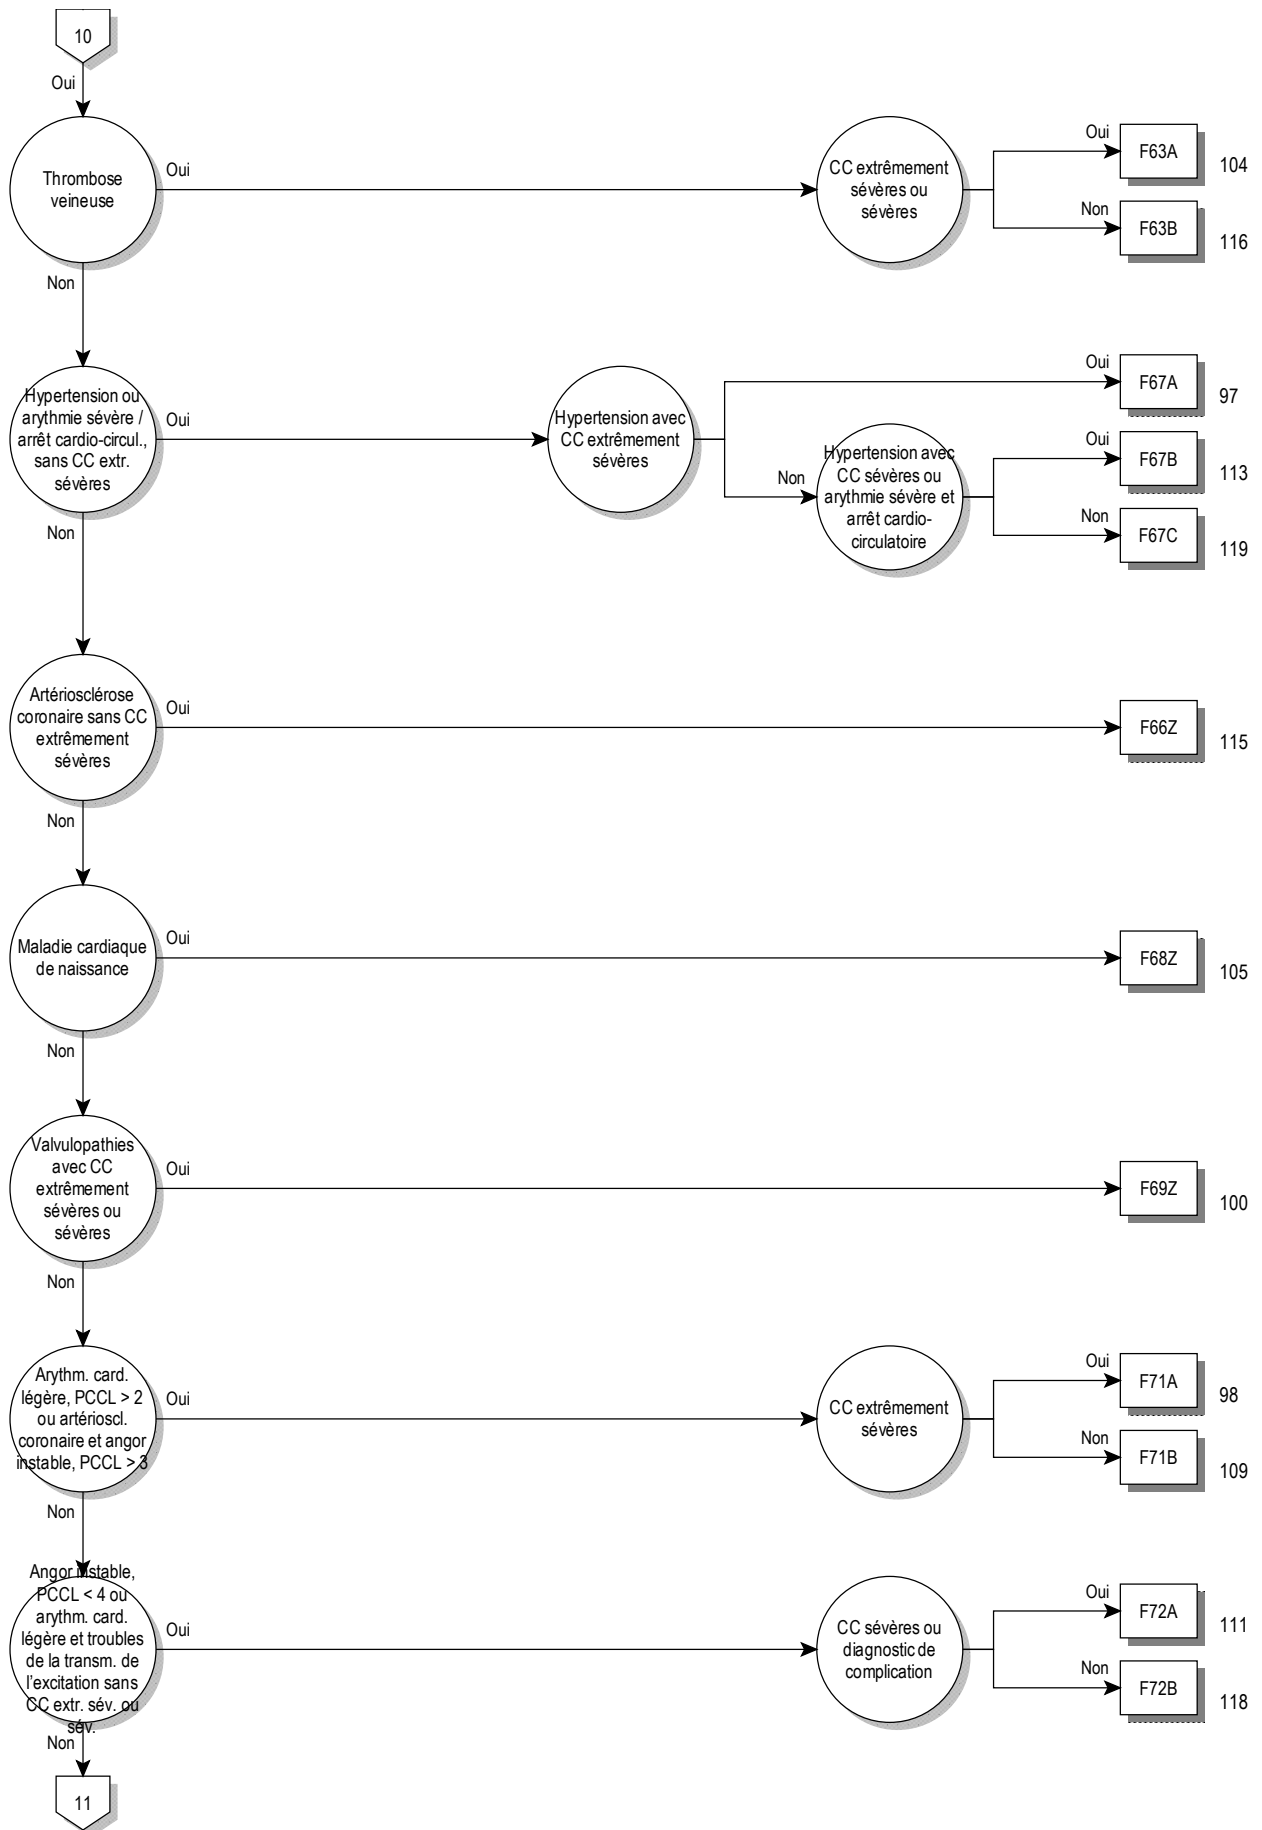 10
Oui
Thrombose
veineuse
Oui
CC extrêmement
sévères ou
sévères
Oui
F63A
104
Non
F63B
116
Non
Hypertension ou
arythmie sévère /
arrêt cardio-circul.,
sans CC extr.
sévères
Oui
Hypertension avec
CC extrêmement
sévères
Oui
F67A
97
Non
Hypertension avec
CC sévères ou
arythmie sévère et
arrêt cardio-
circulatoire
Oui
F67B
113
Non
F67C
119
Non
Artériosclérose
coronaire sans CC
extrêmement
sévères
Oui
F66Z
115
Non
Maladie cardiaque
de naissance
Oui
F68Z
105
Non
Valvulopathies
avec CC
extrêmement
sévères ou
sévères
Oui
F69Z
100
Non
Arythm. card.
légère, PCCL > 2
ou artérioscl.
coronaire et angor
instable, PCCL > 3
Oui
CC extrêmement
sévères
Oui
F71A
98
Non
F71B
109
Non
Angor instable,
PCCL < 4 ou
arythm. card.
légère et troubles
de la transm. de
l'excitation sans
CC extr. sév. ou
sév.
Oui
CC sévères ou
diagnostic de
complication
Oui
F72A
111
Non
F72B
118
Non
11